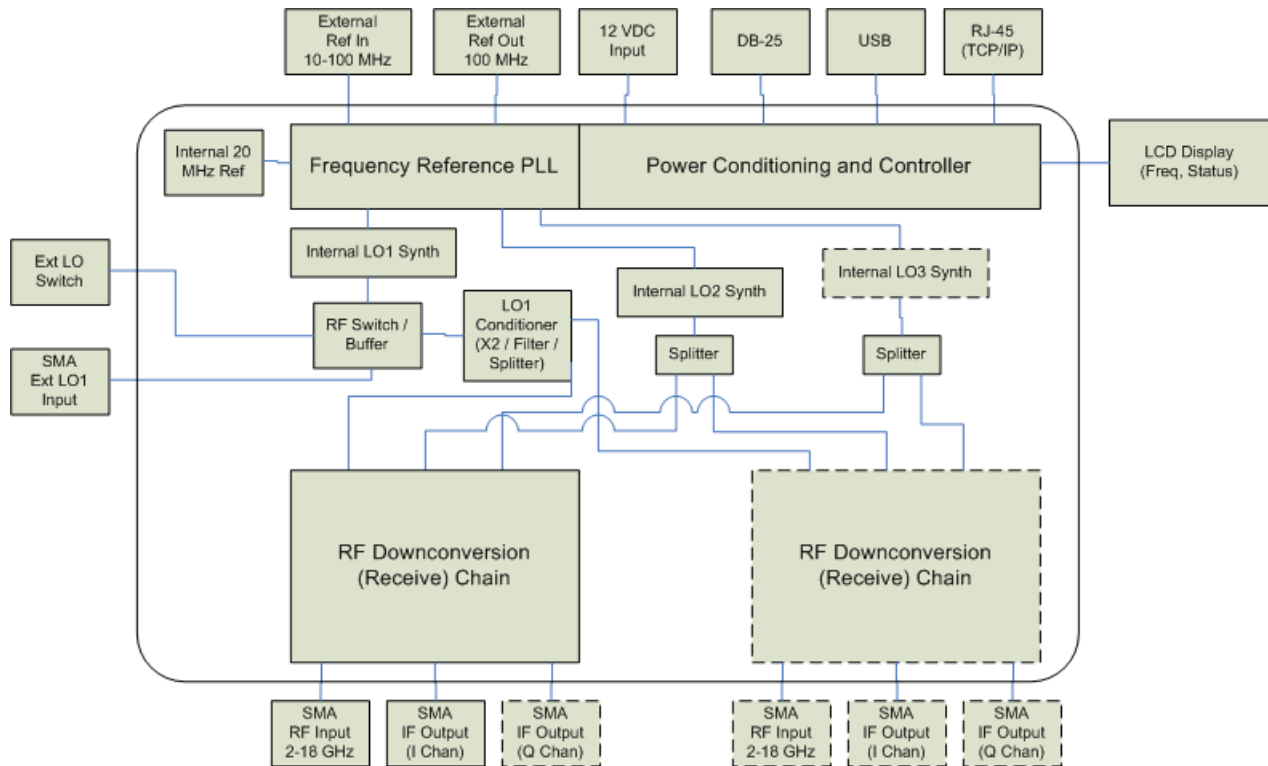 External
Ref In
10-100 MHz
External
Ref Out
100 MHz
12 VDC
Input
DB-25
USB
RJ-45
(TCP/IP)
Internal 20
MHz Ref
Frequency Reference PLL
Power Conditioning and Controller
LCD Display
(Freq, Status)
Ext LO
Switch
Internal LO1 Synth
Internal LO2 Synth
Internal LO3 Synth
RF Switch /
Buffer
LO1
Conditioner
(X2 / Filter /
Splitter)
Splitter
Splitter
SMA
Ext LO1
Input
RF Downconversion
(Receive) Chain
RF Downconversion
(Receive) Chain
SMA
RF Input
2-18 GHz
SMA
IF Output
(I Chan)
SMA
IF Output
(Q Chan)
SMA
RF Input
2-18 GHz
SMA
IF Output
(I Chan)
SMA
IF Output
(Q Chan)